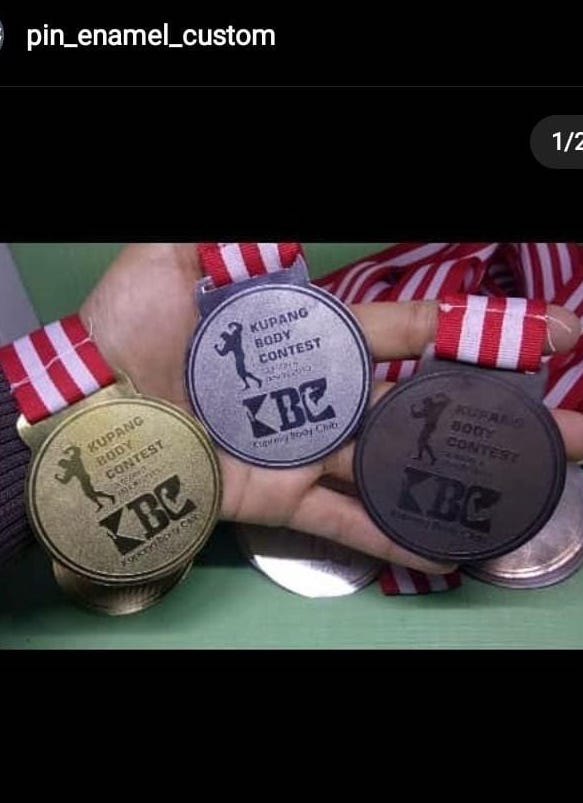 pin_enamel_custom
1/2
KUPANG
BODY
CONTEST
KBC
Kupang Body Club
KUPANG
BODY
CONTEST
KBC
Kupang Body Club
KUPANG
BODY
CONTEST
KBC
Kupang Body Club